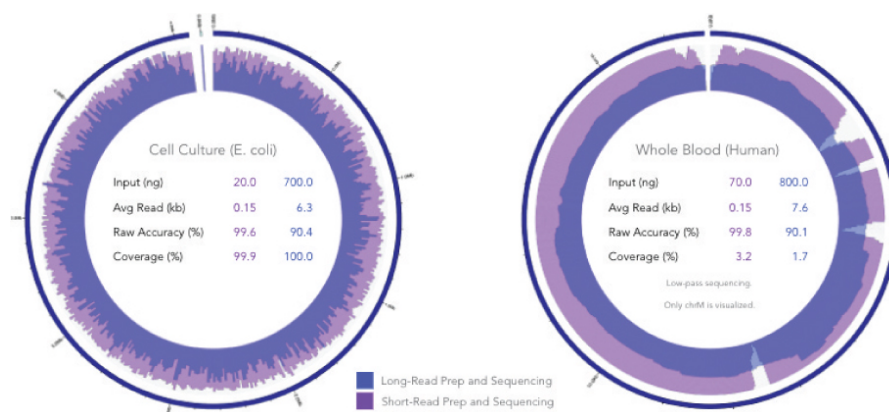 Cell Culture (E. coli)
Input (ng) 20.0 700.0
Avg Read (kb) 0.15 6.3
Raw Accuracy (%) 99.6 90.4
Coverage (%) 99.9 100.0
Whole Blood (Human)
Input (ng) 70.0 800.0
Avg Read (kb) 0.15 7.6
Raw Accuracy (%) 99.8 90.1
Coverage (%) 3.2 1.7
Low-pass sequencing.
Only chrM is visualized.
Long-Read Prep and Sequencing
Short-Read Prep and Sequencing